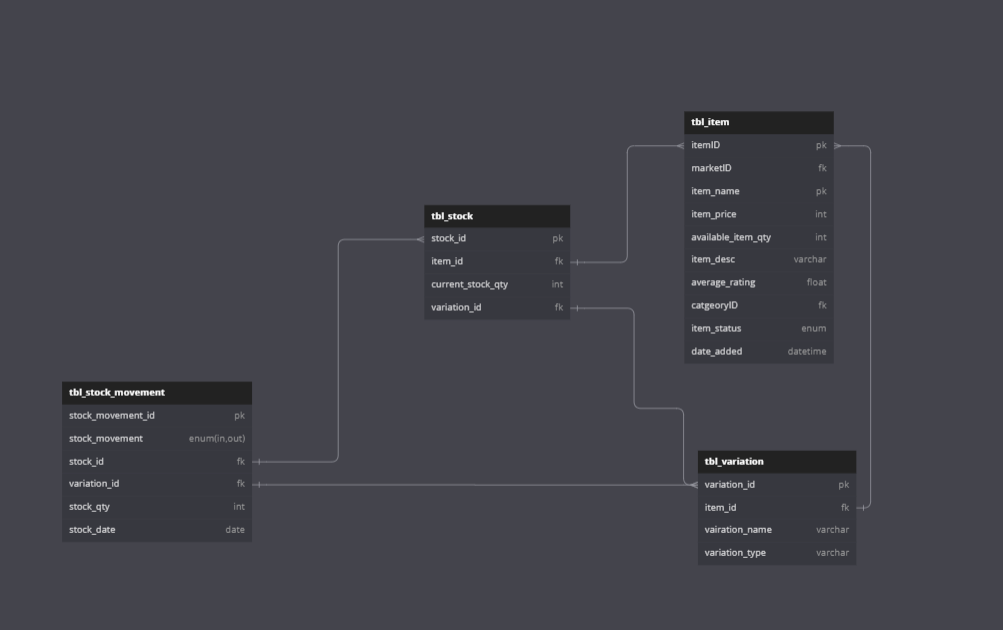 tbl_item
itemID pk
marketID fk
item_name pk
item_price int
available_item_qty int
item_desc varchar
average_rating float
catgeoryID fk
item_status enum
date_added datetime
tbl_stock
stock_id pk
item_id fk
current_stock_qty int
variation_id fk
tbl_stock_movement
stock_movement_id pk
stock_movement enum(in,out)
stock_id fk
variation_id fk
stock_qty int
stock_date date
tbl_variation
variation_id pk
item_id fk
vairation_name varchar
variation_type varchar